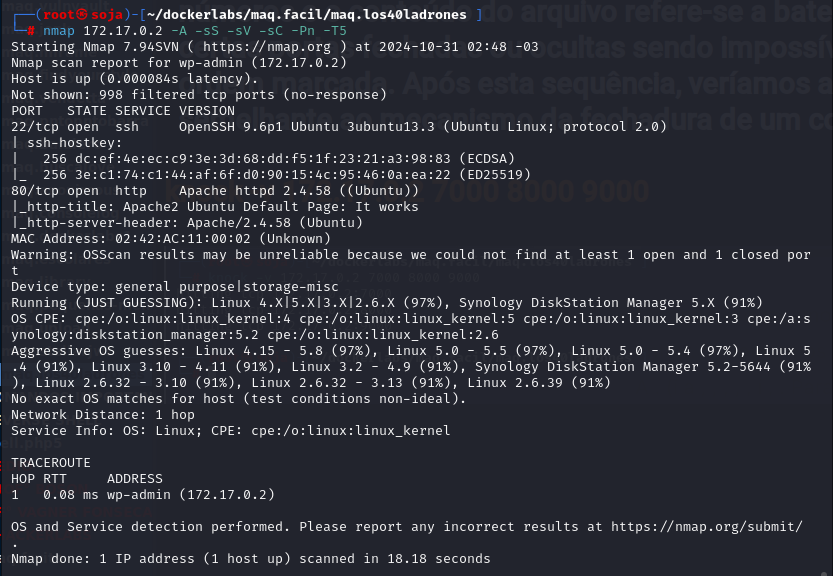 (root㉿soja)-[~/dockerlabs/maq.facil/maq.los40ladrones ]
# nmap 172.17.0.2 -A -sS -sV -sC -Pn -T5
Starting Nmap 7.94SVN ( https://nmap.org ) at 2024-10-31 02:48 -03
Nmap scan report for wp-admin (172.17.0.2)
Host is up (0.000084s latency).
Not shown: 998 filtered tcp ports (no-response)
PORT   STATE SERVICE VERSION
22/tcp open  ssh     OpenSSH 9.6p1 Ubuntu 3ubuntu13.3 (Ubuntu Linux; protocol 2.0)
| ssh-hostkey:
|   256 dc:ef:4e:ec:c9:3e:3d:68:dd:f5:1f:23:21:a3:98:83 (ECDSA)
|_  256 3e:c1:74:c1:44:af:6f:d0:90:15:4c:95:46:0a:ea:22 (ED25519)
80/tcp open  http    Apache httpd 2.4.58 ((Ubuntu))
|_http-title: Apache2 Ubuntu Default Page: It works
|_http-server-header: Apache/2.4.58 (Ubuntu)
MAC Address: 02:42:AC:11:00:02 (Unknown)
Warning: OSScan results may be unreliable because we could not find at least 1 open and 1 closed por
t
Device type: general purpose|storage-misc
Running (JUST GUESSING): Linux 4.X|5.X|3.X|2.6.X (97%), Synology DiskStation Manager 5.X (91%)
OS CPE: cpe:/o:linux:linux_kernel:4 cpe:/o:linux:linux_kernel:5 cpe:/o:linux:linux_kernel:3 cpe:/a:s
ynology:diskstation_manager:5.2 cpe:/o:linux:linux_kernel:2.6
Aggressive OS guesses: Linux 4.15 - 5.8 (97%), Linux 5.0 - 5.5 (97%), Linux 5.0 - 5.4 (97%), Linux 5
.4 (91%), Linux 3.10 - 4.11 (91%), Linux 3.2 - 4.9 (91%), Synology DiskStation Manager 5.2-5644 (91%
), Linux 2.6.32 - 3.10 (91%), Linux 2.6.32 - 3.13 (91%), Linux 2.6.39 (91%)
No exact OS matches for host (test conditions non-ideal).
Network Distance: 1 hop
Service Info: OS: Linux; CPE: cpe:/o:linux:linux_kernel
TRACEROUTE
HOP RTT     ADDRESS
1   0.08 ms wp-admin (172.17.0.2)
OS and Service detection performed. Please report any incorrect results at https://nmap.org/submit/
.
Nmap done: 1 IP address (1 host up) scanned in 18.18 seconds